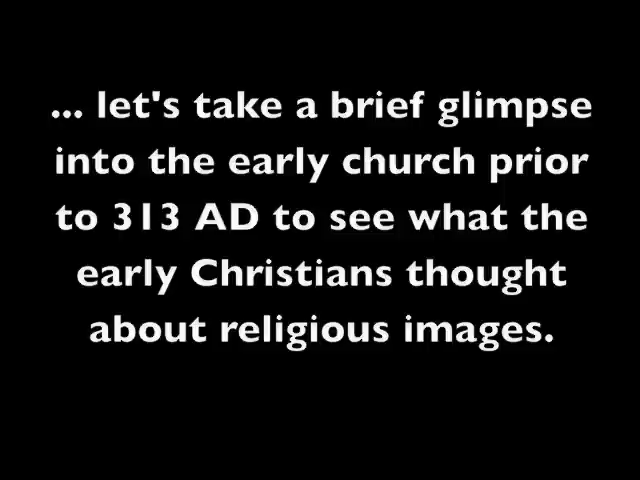 ... let's take a brief glimpse
into the early church prior
to 313 AD to see what the
early Christians thought
about religious images.